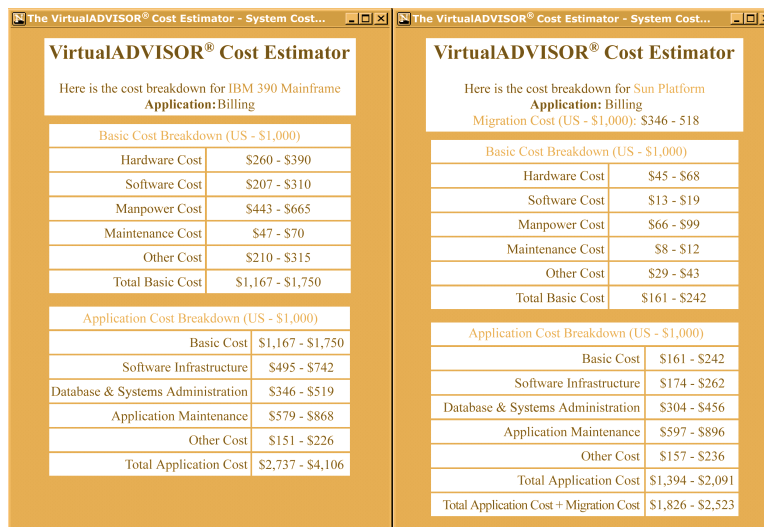 The VirtualADVISOR® Cost Estimator - System Cost...
VirtualADVISOR® Cost Estimator
Here is the cost breakdown for IBM 390 Mainframe
Application: Billing
Basic Cost Breakdown (US - $1,000)
Hardware Cost $260 - $390
Software Cost $207 - $310
Manpower Cost $443 - $665
Maintenance Cost $47 - $70
Other Cost $210 - $315
Total Basic Cost $1,167 - $1,750
Application Cost Breakdown (US - $1,000)
Basic Cost $1,167 - $1,750
Software Infrastructure $495 - $742
Database & Systems Administration $346 - $519
Application Maintenance $579 - $868
Other Cost $151 - $226
Total Application Cost $2,737 - $4,106
The VirtualADVISOR® Cost Estimator - System Cost...
VirtualADVISOR® Cost Estimator
Here is the cost breakdown for Sun Platform
Application: Billing
Migration Cost (US - $1,000): $346 - 518
Basic Cost Breakdown (US - $1,000)
Hardware Cost $45 - $68
Software Cost $13 - $19
Manpower Cost $66 - $99
Maintenance Cost $8 - $12
Other Cost $29 - $43
Total Basic Cost $161 - $242
Application Cost Breakdown (US - $1,000)
Basic Cost $161 - $242
Software Infrastructure $174 - $262
Database & Systems Administration $304 - $456
Application Maintenance $597 - $896
Other Cost $157 - $236
Total Application Cost $1,394 - $2,091
Total Application Cost + Migration Cost $1,826 - $2,523